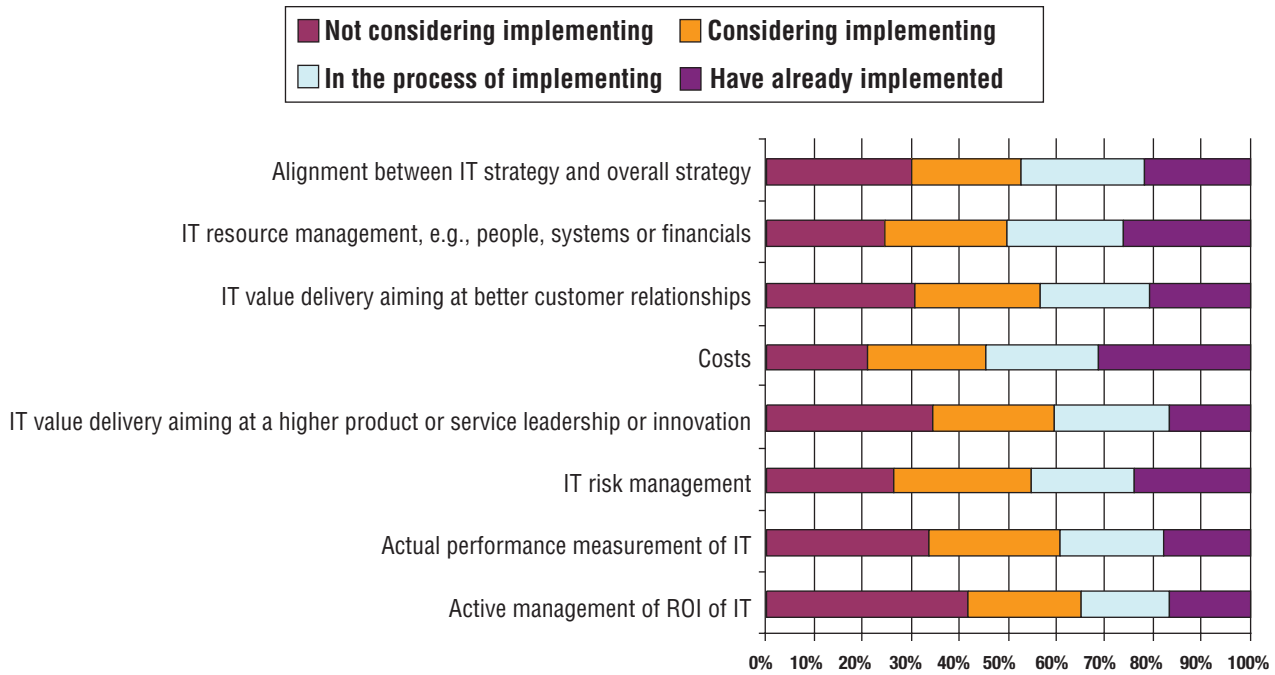 Not considering implementing Considering implementing
In the process of implementing Have already implemented
Alignment between IT strategy and overall strategy
IT resource management, e.g., people, systems or financials
IT value delivery aiming at better customer relationships
Costs
IT value delivery aiming at a higher product or service leadership or innovation
IT risk management
Actual performance measurement of IT
Active management of ROI of IT
0% 10% 20% 30% 40% 50% 60% 70% 80% 90% 100%